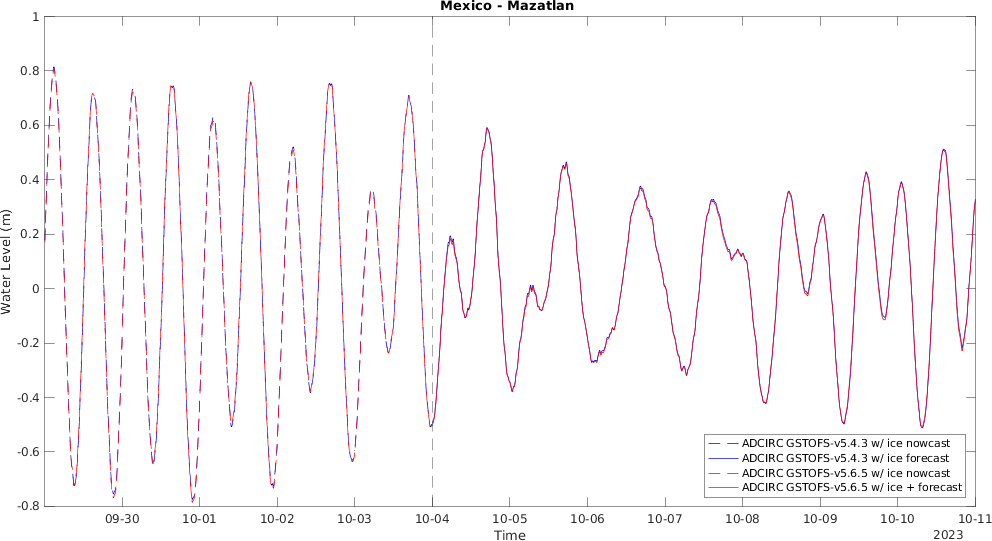 Mexico - Mazatlan
1
0.8
0.6
0.4
0.2
0
-0.2
-0.4
-0.6
-0.8
Water Level (m)
09-30 10-01 10-02 10-03 10-04 10-05 10-06 10-07 10-08 10-09 10-10 10-11
Time
2023
ADCIRC GSTOFS-v5.4.3 w/ ice nowcast
ADCIRC GSTOFS-v5.4.3 w/ ice forecast
ADCIRC GSTOFS-v5.6.5 w/ ice nowcast
ADCIRC GSTOFS-v5.6.5 w/ ice + forecast